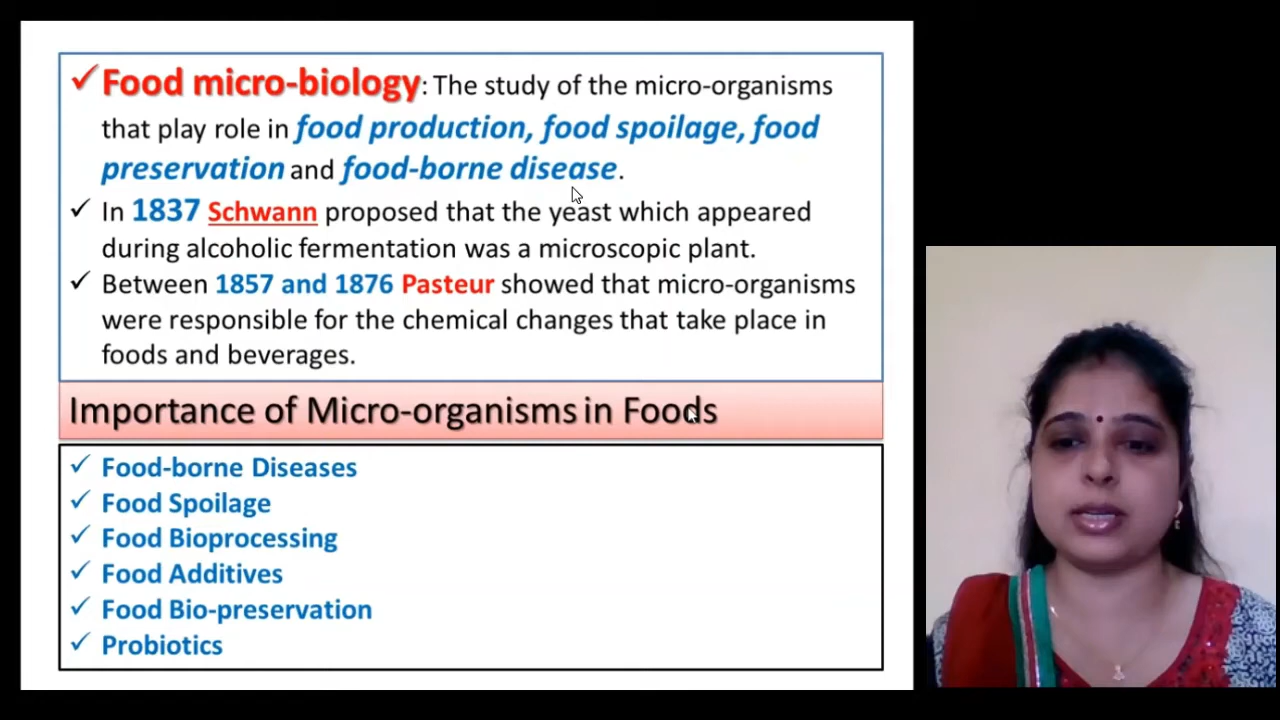 ✓Food micro-biology: The study of the micro-organisms
that play role in food production, food spoilage, food
preservation and food-borne disease.
✓ In 1837 Schwann proposed that the yeast which appeared
during alcoholic fermentation was a microscopic plant.
✓ Between 1857 and 1876 Pasteur showed that micro-organisms
were responsible for the chemical changes that take place in
foods and beverages.
Importance of Micro-organisms in Foods
✓ Food-borne Diseases
✓ Food Spoilage
✓ Food Bioprocessing
✓ Food Additives
✓ Food Bio-preservation
✓ Probiotics